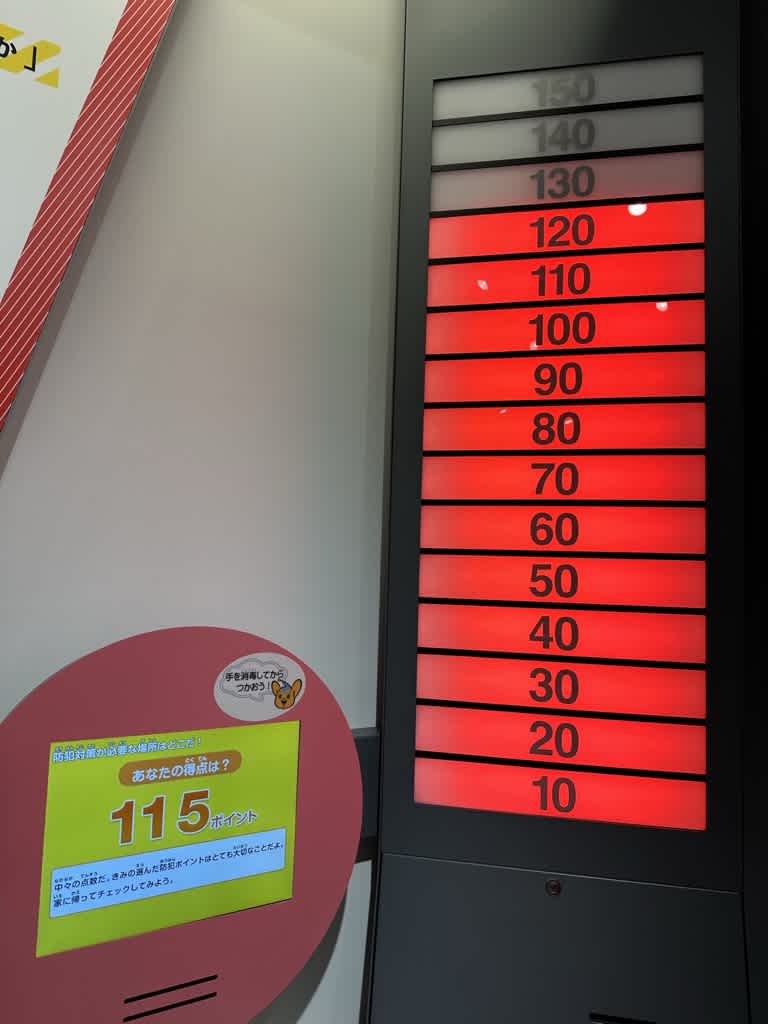 か」
150
140
130
120
110
100
90
80
70
60
50
40
30
20
10
手を消毒してから
つかおう！
防犯対策が必要な場所はどこだ！
あなたの得点は？
115ポイント
中々の点数だ。きみの選んだ防犯ポイントはとても大切なことだよ。
家に帰ってチェックしてみよう。